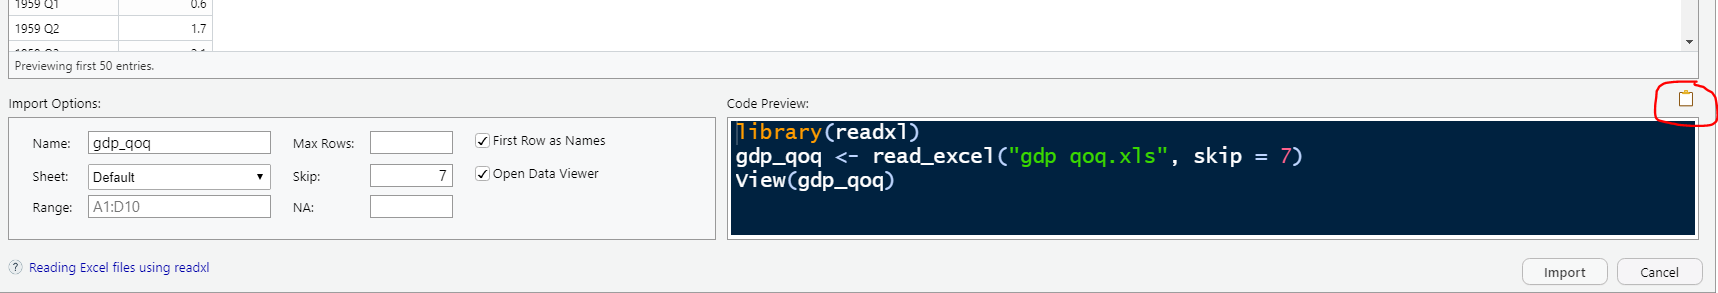 1959 Q1 0.6
1959 Q2 1.7
Previewing first 50 entries.
Import Options:
Name: gdp_qoq Max Rows: First Row as Names
Sheet: Default Skip: 7 Open Data Viewer
Range: A1:D10 NA:
Code Preview:
library(readxl)
gdp_qoq <- read_excel("gdp qoq.xls", skip = 7)
View(gdp_qoq)
? Reading Excel files using readxl
Import Cancel